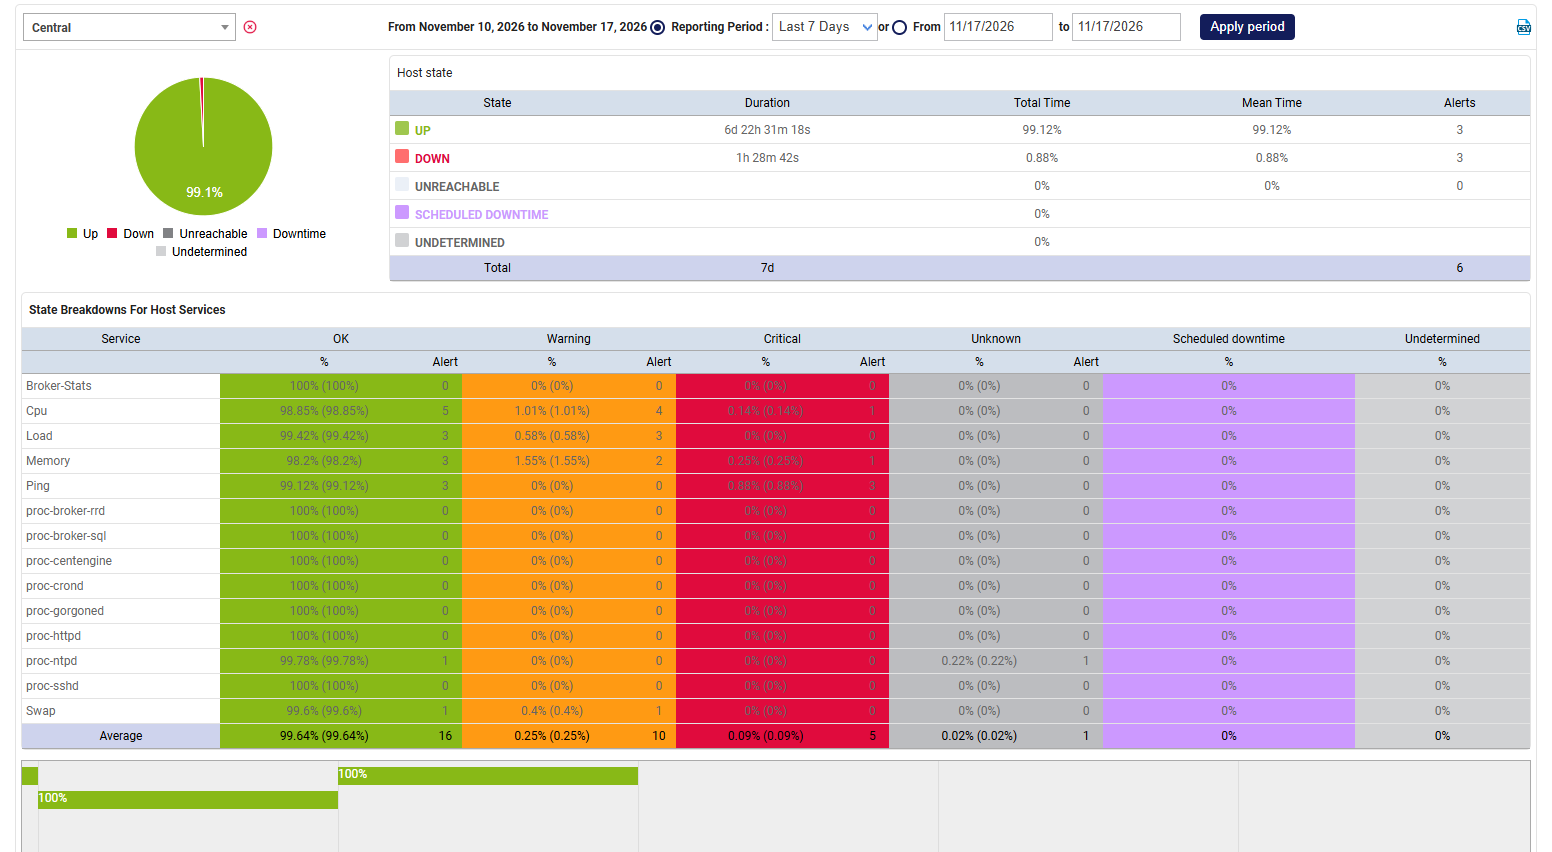 Central From November 10, 2026 to November 17, 2026 Reporting Period : Last 7 Days or From 11/17/2026 to 11/17/2026 Apply period CSV
Host state
State Duration Total Time Mean Time Alerts
UP 6d 22h 31m 18s 99.12% 99.12% 3
DOWN 1h 28m 42s 0.88% 0.88% 3
UNREACHABLE 0% 0% 0
SCHEDULED DOWNTIME 0%
UNDETERMINED 0%
Total 7d 6
99.1%
Up Down Unreachable Downtime
Undetermined
State Breakdowns For Host Services
Service OK Warning Critical Unknown Scheduled downtime Undetermined
% Alert % Alert % Alert % Alert % %
Broker-Stats 100% (100%) 0 0% (0%) 0 0% (0%) 0 0% (0%) 0 0% 0%
Cpu 98.85% (98.85%) 5 1.01% (1.01%) 4 0.14% (0.14%) 1 0% (0%) 0 0% 0%
Load 99.42% (99.42%) 3 0.58% (0.58%) 3 0% (0%) 0 0% (0%) 0 0% 0%
Memory 98.2% (98.2%) 3 1.55% (1.55%) 2 0.25% (0.25%) 1 0% (0%) 0 0% 0%
Ping 99.12% (99.12%) 3 0% (0%) 0 0.88% (0.88%) 3 0% (0%) 0 0% 0%
proc-broker-rrd 100% (100%) 0 0% (0%) 0 0% (0%) 0 0% (0%) 0 0% 0%
proc-broker-sql 100% (100%) 0 0% (0%) 0 0% (0%) 0 0% (0%) 0 0% 0%
proc-centengine 100% (100%) 0 0% (0%) 0 0% (0%) 0 0% (0%) 0 0% 0%
proc-crond 100% (100%) 0 0% (0%) 0 0% (0%) 0 0% (0%) 0 0% 0%
proc-gorgoned 100% (100%) 0 0% (0%) 0 0% (0%) 0 0% (0%) 0 0% 0%
proc-httpd 100% (100%) 0 0% (0%) 0 0% (0%) 0 0% (0%) 0 0% 0%
proc-ntpd 99.78% (99.78%) 1 0% (0%) 0 0% (0%) 0 0.22% (0.22%) 1 0% 0%
proc-sshd 100% (100%) 0 0% (0%) 0 0% (0%) 0 0% (0%) 0 0% 0%
Swap 99.6% (99.6%) 1 0.4% (0.4%) 1 0% (0%) 0 0% (0%) 0 0% 0%
Average 99.64% (99.64%) 16 0.25% (0.25%) 10 0.09% (0.09%) 5 0.02% (0.02%) 1 0% 0%
100%
100%